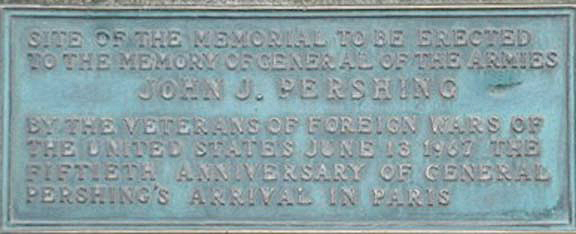 SITE OF THE MEMORIAL TO BE ERECTED
TO THE MEMORY OF GENERAL OF THE ARMIES
JOHN J. PERSHING
BY THE VETERANS OF FOREIGN WARS OF
THE UNITED STATES JUNE 13 1967 THE
FIFTIETH ANNIVERSARY OF GENERAL
PERSHING'S ARRIVAL IN PARIS